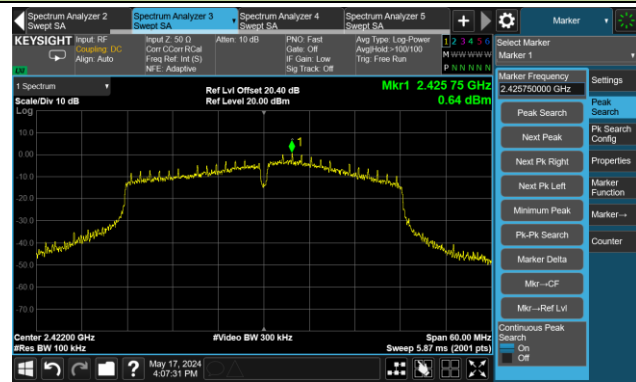 Spectrum Analyzer 2
Swept SA
Spectrum Analyzer 3
Swept SA
Spectrum Analyzer 4
Swept SA
Spectrum Analyzer 5
Swept SA
Marker
KEYSIGHT
Input: RF
Coupling: DC
Align: Auto
Input Z: 50 Ω
Corr CCorr RCal
Freq Ref: Int (S)
NFE: Adaptive
Atten: 10 dB
PNO: Fast
Gate: Off
IF Gain: Low
Sig Track: Off
Avg Type: Log-Power
Avg|Hold:>100/100
Trig: Free Run
1 2 3 4 5 6
M W W W W W
P N N N N N
Select Marker
Marker 1
1 Spectrum
Scale/Div 10 dB
Log
Ref Lvl Offset 20.40 dB
Ref Level 20.00 dBm
Mkr1 2.425 75 GHz
0.64 dBm
10.0
0.00
-10.0
-20.0
-30.0
-40.0
-50.0
-60.0
-70.0
1
Center 2.42200 GHz
#Res BW 100 kHz
#Video BW 300 kHz
Span 60.00 MHz
Sweep 5.87 ms (2001 pts)
Marker Frequency
2.425750000 GHz
Peak Search
Next Peak
Next Pk Right
Next Pk Left
Minimum Peak
Pk-Pk Search
Marker Delta
Mkr→CF
Mkr→Ref Lvl
Continuous Peak
Search
On
Off
Settings
Peak
Search
Pk Search
Config
Properties
Marker
Function
Marker→
Counter
May 17, 2024
4:07:31 PM